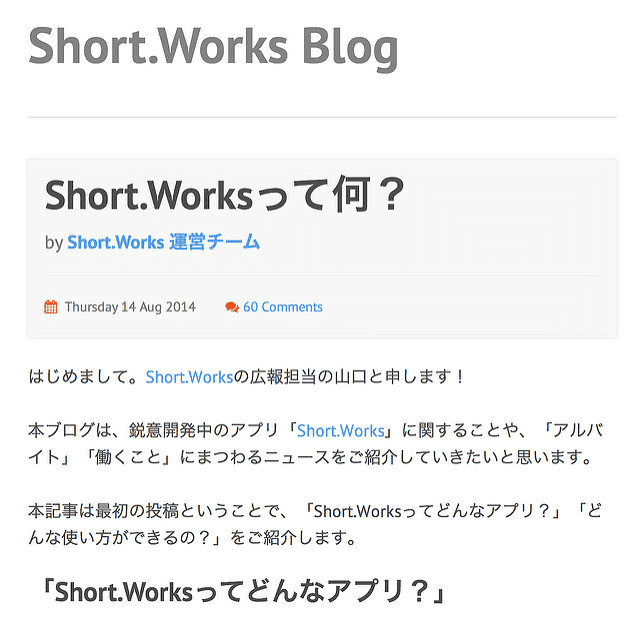 Short.Works Blog
Short.Worksって何？
by Short.Works 運営チーム
Thursday 14 Aug 2014 60 Comments
はじめまして。Short.Worksの広報担当の山口と申します！
本ブログは、鋭意開発中のアプリ「Short.Works」に関することや、「アルバ
イト」「働くこと」にまつわるニュースをご紹介していきたいと思います。
本記事は最初の投稿ということで、「Short.Worksってどんなアプリ？」「ど
んな使い方ができるの？」をご紹介します。
「Short.Worksってどんなアプリ？」